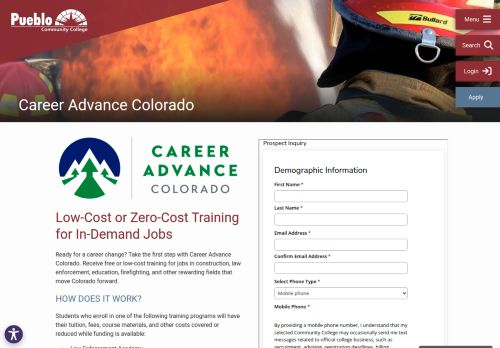 Pueblo
Community College
Bullard
Menu
Search
Login
Apply
Career Advance Colorado
CAREER
ADVANCE
COLORADO
Low-Cost or Zero-Cost Training
for In-Demand Jobs
Ready for a career change? Take the first step with Career Advance
Colorado. Receive free or low-cost training for jobs in construction, law
enforcement, education, firefighting, and other rewarding fields that
move Colorado forward.
HOW DOES IT WORK?
Students who enroll in one of the following training programs will have
their tuition, fees, course materials, and other costs covered or
reduced while funding is available:
Law Enforcement Academy
Prospect Inquiry
Demographic Information
First Name *
Last Name *
Email Address *
Confirm Email Address *
Select Phone Type *
Mobile phone
Mobile Phone *
By providing a mobile phone number, I understand that my
selected Community College may occasionally send me text
messages related to official college business, such as
recruitment, advising, registration deadlines, billing,